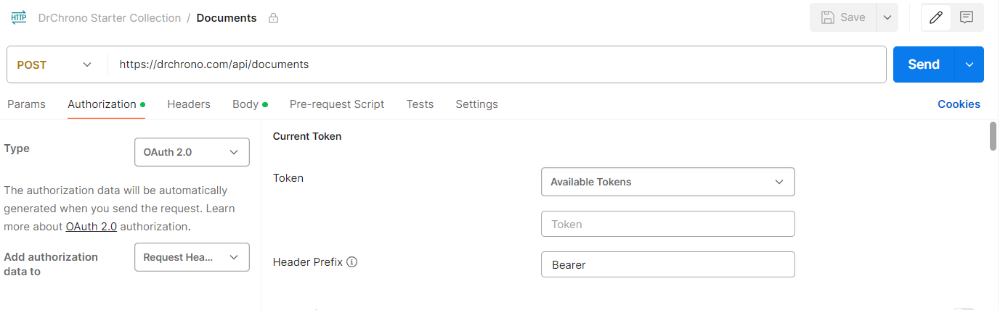 HTTP DrChrono Starter Collection / Documents Save
POST https://drchrono.com/api/documents Send
Params Authorization Headers Body Pre-request Script Tests Settings Cookies
Type OAuth 2.0
The authorization data will be automatically
generated when you send the request. Learn
more about OAuth 2.0 authorization.
Add authorization
data to
Request Hea...
Current Token
Token Available Tokens
Token
Header Prefix Bearer